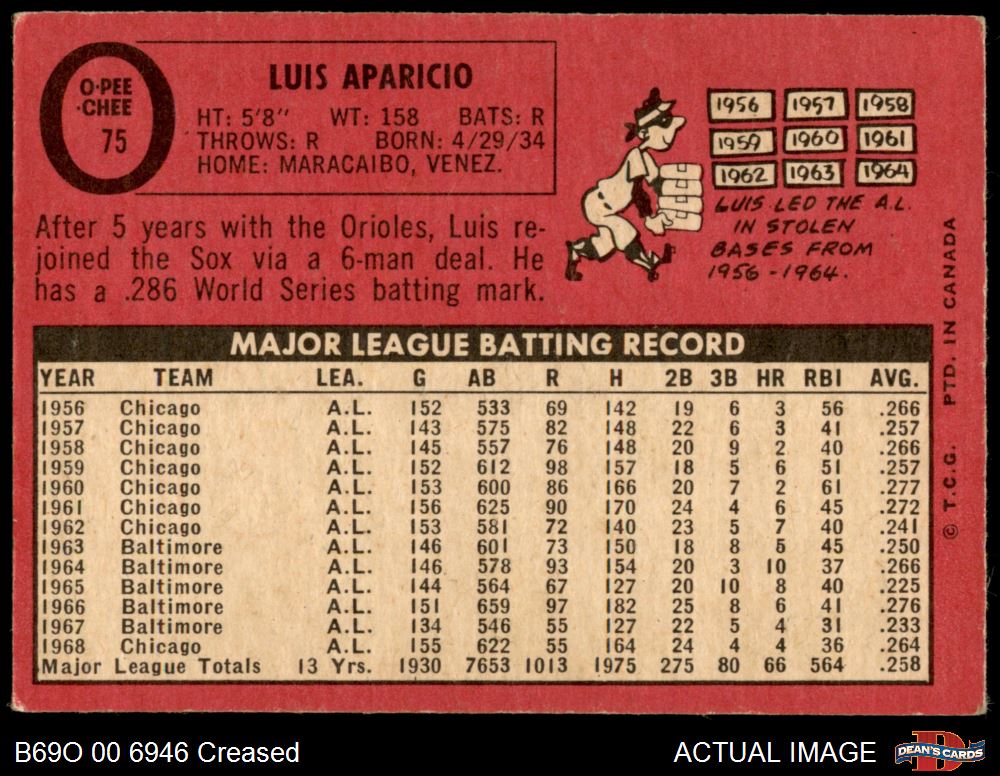 O-PEE
-CHEE
75
LUIS APARICIO
HT: 5'8" WT: 158 BATS: R
THROWS: R BORN: 4/29/34
HOME: MARACAIBO, VENEZ.
After 5 years with the Orioles, Luis re-
joined the Sox via a 6-man deal. He
has a .286 World Series batting mark.
1956 1957 1958
1959 1960 1961
1962 1963 1964
LUIS LED THE A.L.
IN STOLEN
BASES FROM
1956-1964.
MAJOR LEAGUE BATTING RECORD
YEAR TEAM LEA. G AB R H 2B 3B HR RBI AVG.
1956 Chicago A.L. 152 533 69 142 19 6 3 56 .266
1957 Chicago A.L. 143 575 82 148 22 6 3 41 .257
1958 Chicago A.L. 145 557 76 148 20 9 2 40 .266
1959 Chicago A.L. 152 612 98 157 18 5 6 51 .257
1960 Chicago A.L. 153 600 86 166 20 7 2 61 .277
1961 Chicago A.L. 156 625 90 170 24 4 6 45 .272
1962 Chicago A.L. 153 581 72 140 23 5 7 40 .241
1963 Baltimore A.L. 146 601 73 150 18 8 5 45 .250
1964 Baltimore A.L. 146 578 93 154 20 3 10 37 .266
1965 Baltimore A.L. 144 564 67 127 20 10 8 40 .225
1966 Baltimore A.L. 151 659 97 182 25 8 6 41 .276
1967 Baltimore A.L. 134 546 55 127 22 5 4 31 .233
1968 Chicago A.L. 155 622 55 164 24 4 4 36 .264
Major League Totals 13 Yrs. 1930 7653 1013 1975 275 80 66 564 .258
© T.C.G. PTD. IN CANADA
B69O 00 6946 Creased
ACTUAL IMAGE
DEAN'S CARDS